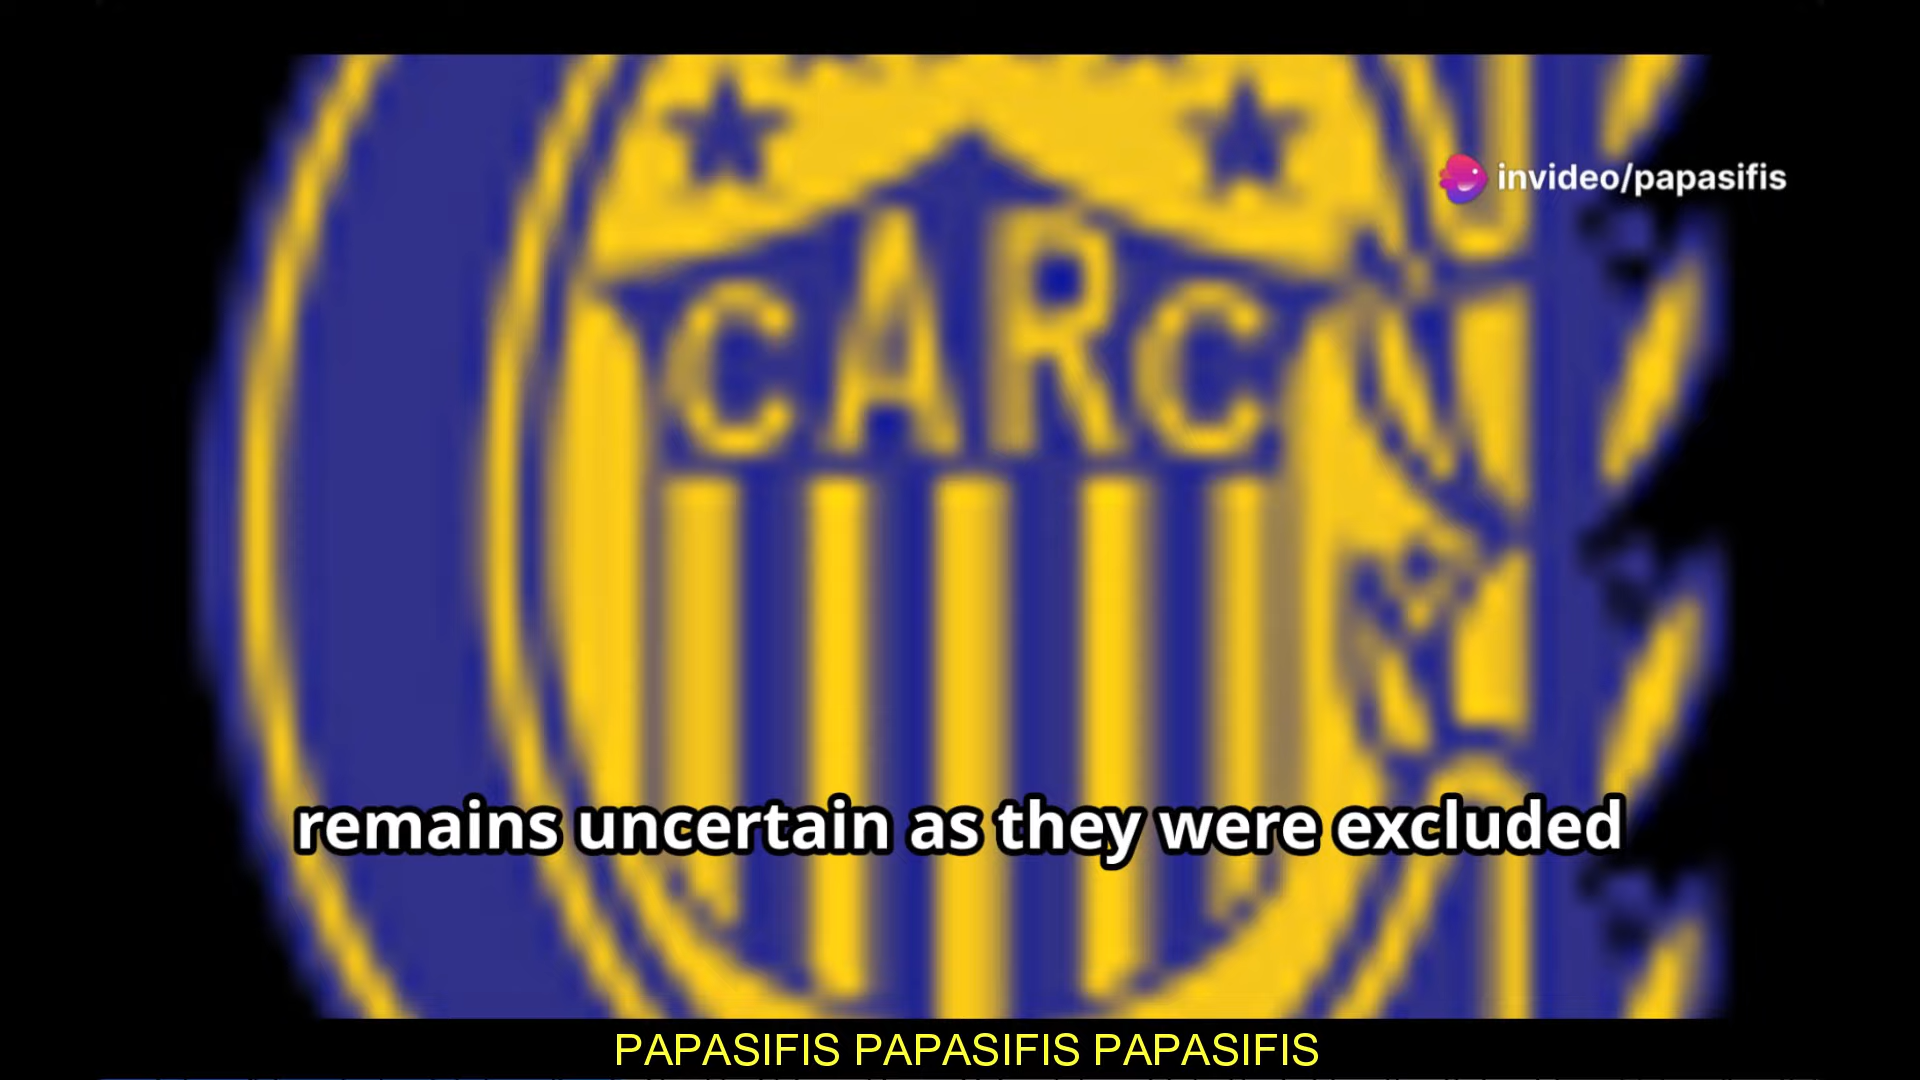 invideo/papasifis
CARC
remains uncertain as they were excluded
PAPASIFIS PAPASIFIS PAPASIFIS